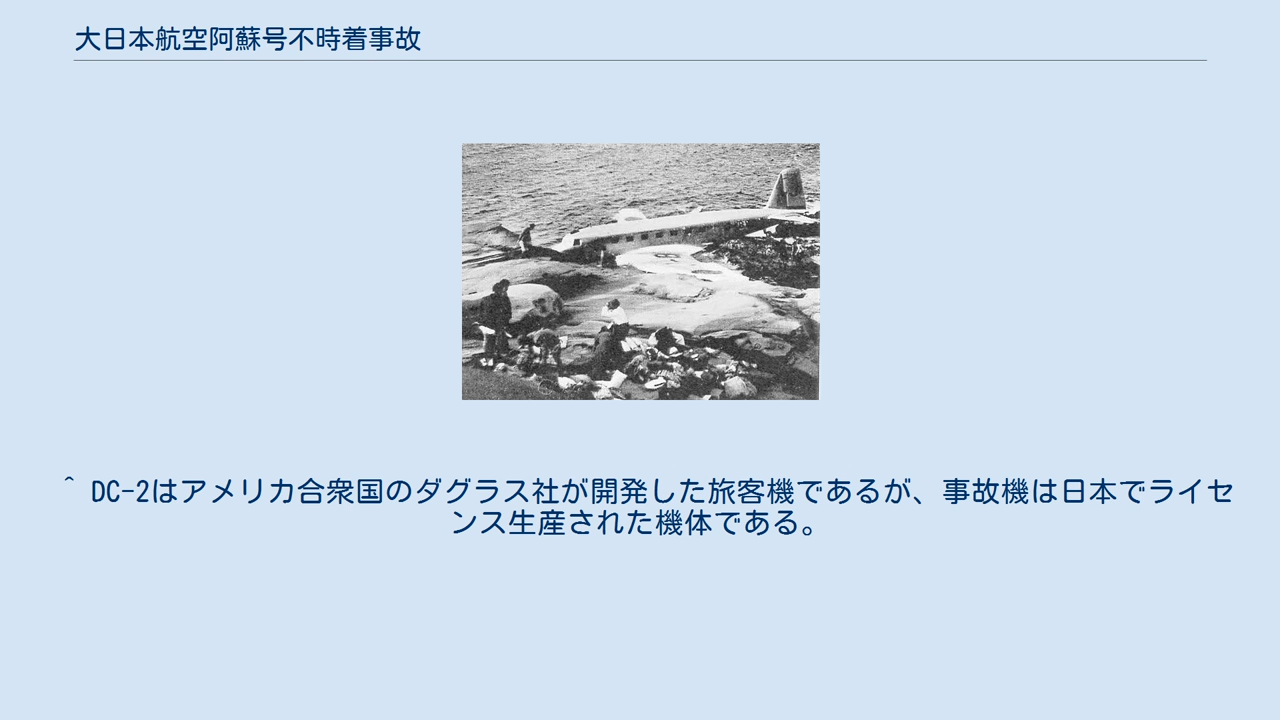 大日本航空阿蘇号不時着事故
^ DC-2はアメリカ合衆国のダグラス社が開発した旅客機であるが、事故機は日本でライセ
ンス生産された機体である。